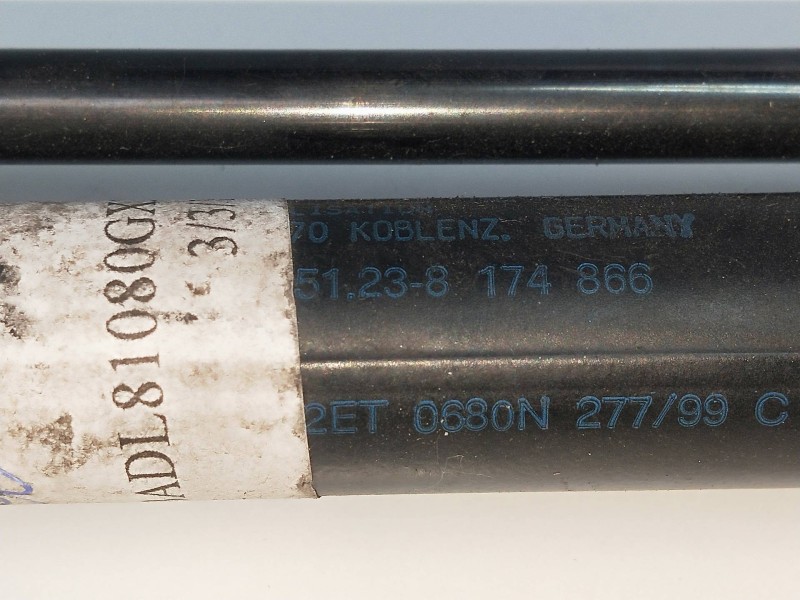 70 KOBLENZ. GERMANY
51.23-8 174 866
2ET 0680N 277/99 C
ADL81080GX
3/3/